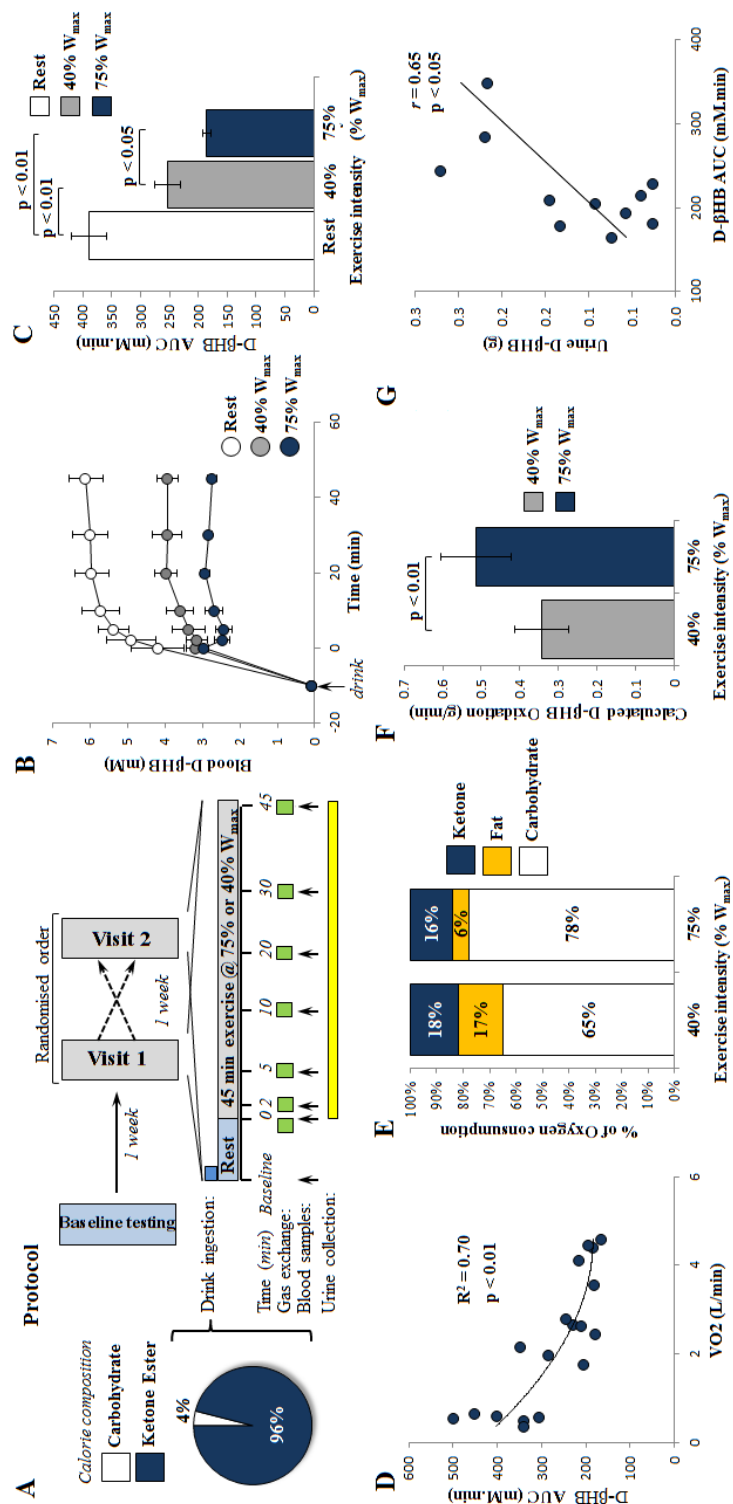 A
Protocol
Calorie composition
Carbohydrate
Ketone Ester
4%
96%
Baseline testing
1 week
Randomised order
Visit 1
Visit 2
1 week
Drink ingestion:
Rest
45 min exercise @ 75% or 40% Wmax
Time (min) Baseline 0 2 5 10 20 30 45
Gas exchange:
Blood samples:
Urine collection:
B
Blood D-βHB (mM)
7
6
5
4
3
2
1
0
-20 0 20 40 60
drink
Time (min)
Rest
40% Wmax
75% Wmax
C
D-βHB AUC (mM.min)
450
400
350
300
250
200
150
100
50
0
p < 0.01
p < 0.01
p < 0.05
Rest 40% 75%
Exercise intensity (% Wmax)
Rest
40% Wmax
75% Wmax
D
D-βHB AUC (mM.min)
600
500
400
300
200
100
0 2 4 6
VO2 (L/min)
R2 = 0.70
p < 0.01
E
% of Oxygen consumption
100%
90%
80%
70%
60%
50%
40%
30%
20%
10%
0%
18%
17%
65%
16%
6%
78%
40% 75%
Exercise intensity (% Wmax)
Ketone
Fat
Carbohydrate
F
Calculated D-βHB Oxidation (g/min)
0.7
0.6
0.5
0.4
0.3
0.2
0.1
0
p < 0.01
40% 75%
Exercise intensity (% Wmax)
40% Wmax
75% Wmax
G
Urine D-βHB (g)
0.3
0.3
0.2
0.2
0.1
0.1
0.0
100 200 300 400
D-βHB AUC (mM.min)
r = 0.65
p < 0.05